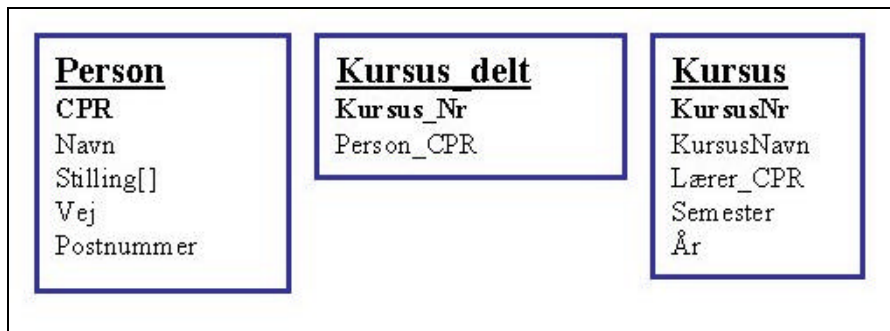 Person
CPR
Navn
Stilling[]
Vej
Postnummer
Kursus_delt
Kursus_Nr
Person_CPR
Kursus
KursusNr
KursusNavn
Lærer_CPR
Semester
År